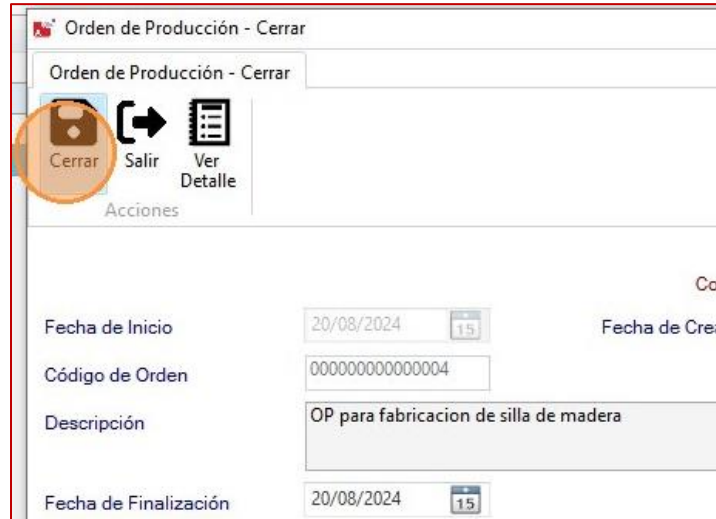 Orden de Producción - Cerrar
Orden de Producción - Cerrar
Cerrar Salir Ver Detalle
Acciones
Co
Fecha de Inicio 20/08/2024 15 Fecha de Crea
Código de Orden 000000000000004
Descripción OP para fabricacion de silla de madera
Fecha de Finalización 20/08/2024 15